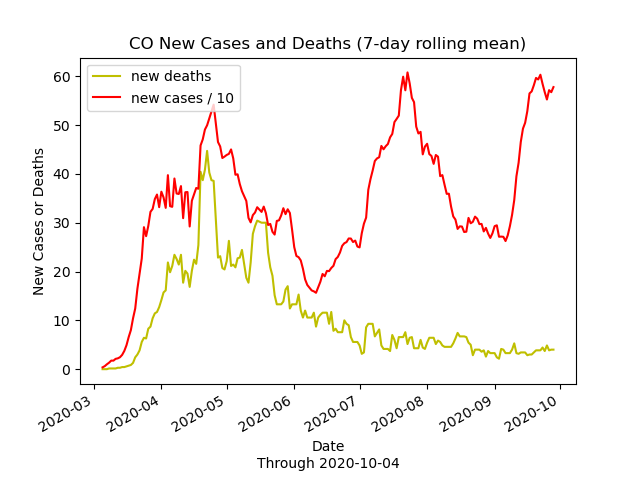 CO New Cases and Deaths (7-day rolling mean)
new deaths
new cases / 10
60
50
40
30
20
10
0
New Cases or Deaths
2020-03
2020-04
2020-05
2020-06
2020-07
2020-08
2020-09
2020-10
Date
Through 2020-10-04